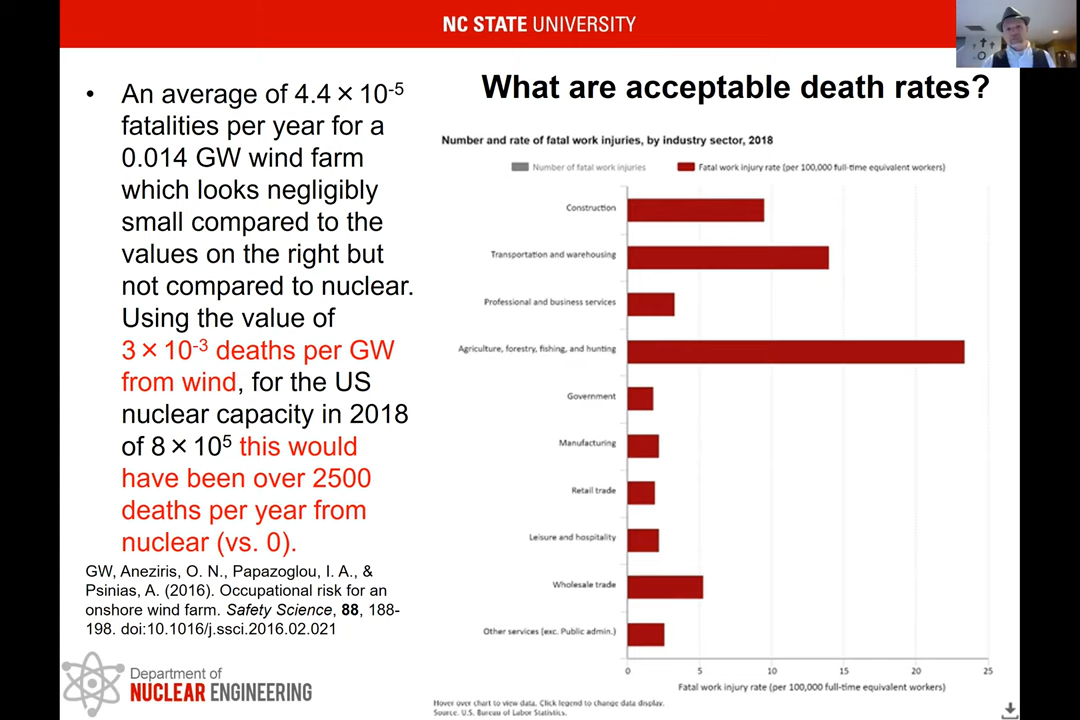 NC STATE UNIVERSITY
What are acceptable death rates?
• An average of 4.4 × 10-5
fatalities per year for a
0.014 GW wind farm
which looks negligibly
small compared to the
values on the right but
not compared to nuclear.
Using the value of
3 × 10-3 deaths per GW
from wind, for the US
nuclear capacity in 2018
of 8 × 105 this would
have been over 2500
deaths per year from
nuclear (vs. 0).
GW, Aneziris, O. N., Papazoglou, I. A., &
Psinias, A. (2016). Occupational risk for an
onshore wind farm. Safety Science, 88, 188-
198. doi:10.1016/j.ssci.2016.02.021
Department of
NUCLEAR ENGINEERING
Number and rate of fatal work injuries, by industry sector, 2018
Number of fatal work injuries Fatal work injury rate (per 100,000 full-time equivalent workers)
Construction
Transportation and warehousing
Professional and business services
Agriculture, forestry, fishing, and hunting
Government
Manufacturing
Retail trade
Leisure and hospitality
Wholesale trade
Other services (exc. Public admin.)
0 5 10 15 20 25
Fatal work injury rate (per 100,000 full-time equivalent workers)
Hover over chart to view data. Click legend to change data display.
Source: U.S. Bureau of Labor Statistics.